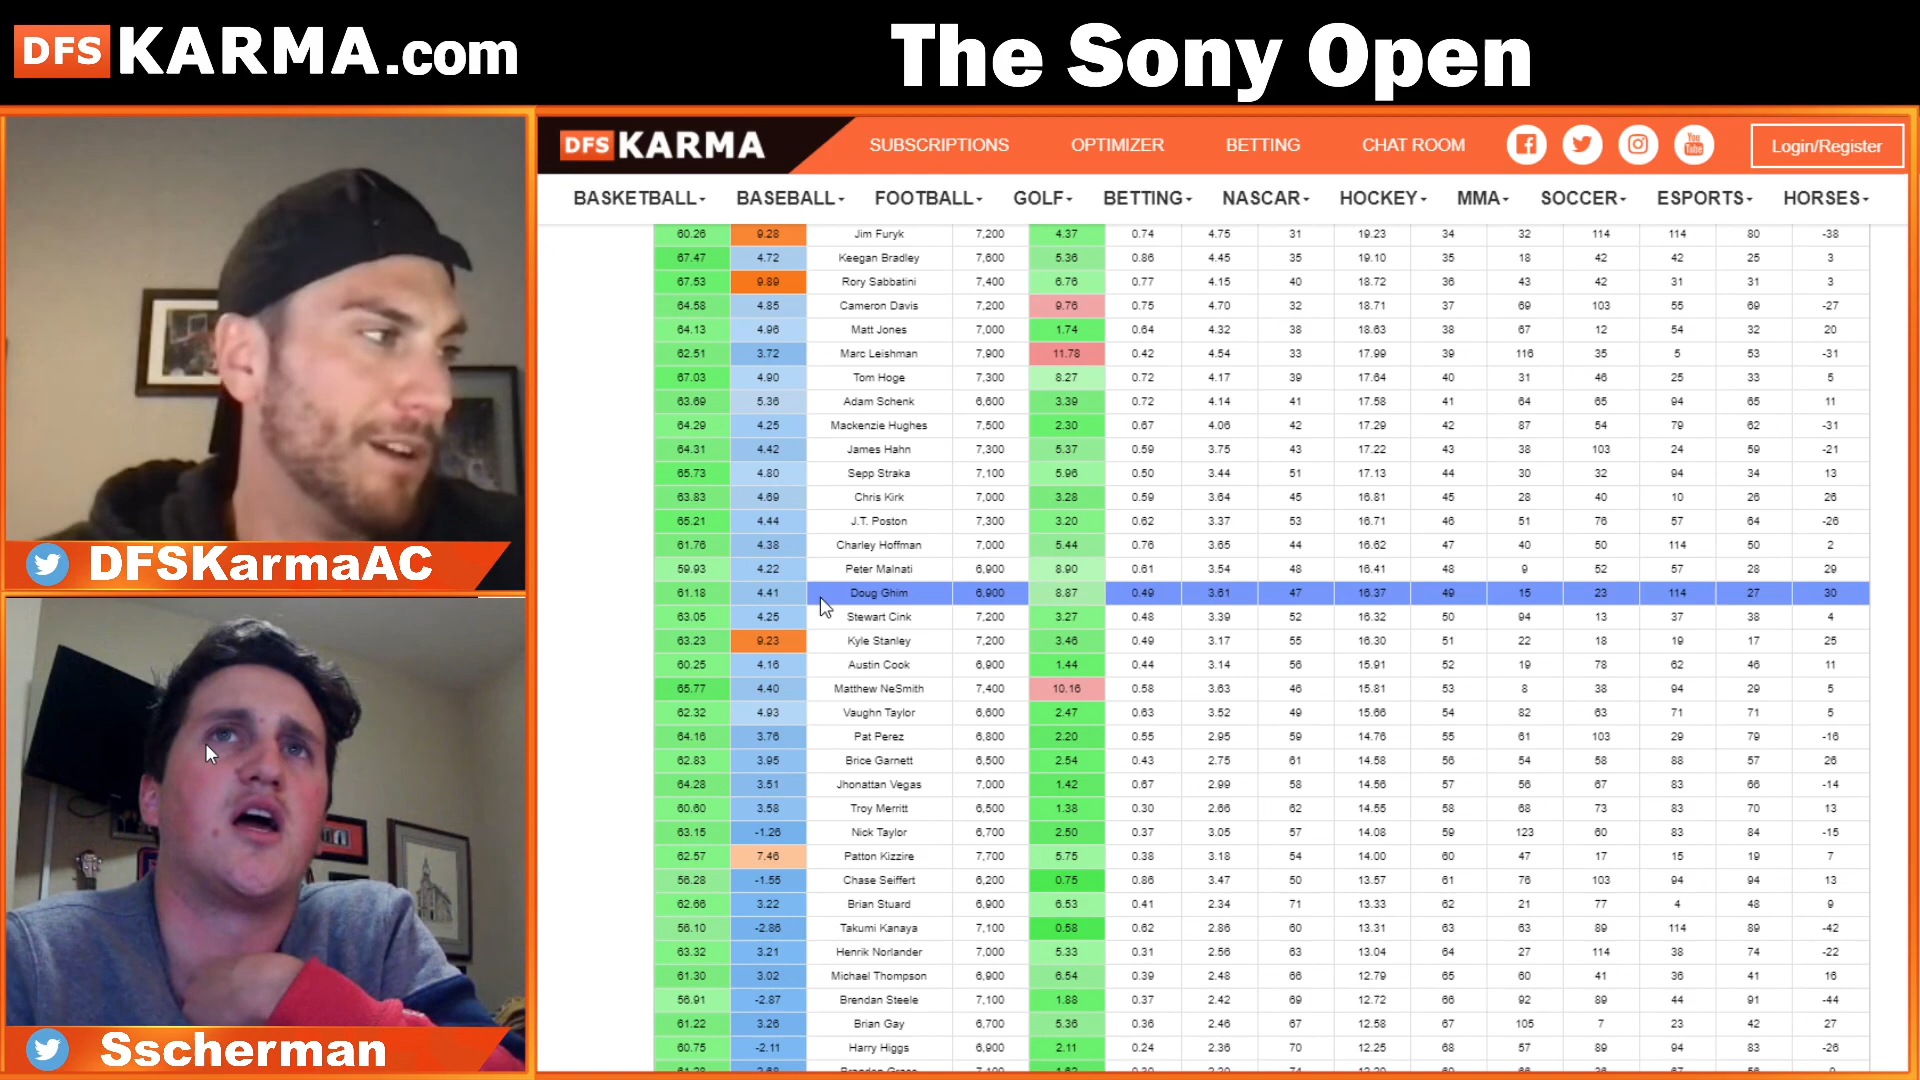 DFS KARMA.com
The Sony Open
DFS KARMA SUBSCRIPTIONS OPTIMIZER BETTING CHAT ROOM You Tube Login/Register
BASKETBALL BASEBALL FOOTBALL GOLF BETTING NASCAR HOCKEY MMA SOCCER ESPORTS HORSES
60.26 9.28 Jim Furyk 7,200 4.37 0.74 4.75 31 19.23 34 32 114 114 80 -38
67.47 4.72 Keegan Bradley 7,600 5.36 0.86 4.45 35 19.10 35 18 42 42 25 3
67.53 9.89 Rory Sabbatini 7,400 6.76 0.77 4.15 40 18.72 36 43 42 31 31 3
64.58 4.85 Cameron Davis 7,200 9.76 0.75 4.70 32 18.71 37 69 103 55 69 -27
64.13 4.96 Matt Jones 7,000 1.74 0.64 4.32 38 18.63 38 67 12 54 32 20
62.51 3.72 Marc Leishman 7,900 11.78 0.42 4.54 33 17.99 39 116 35 5 53 -31
67.03 4.90 Tom Hoge 7,300 8.27 0.72 4.17 39 17.64 40 31 46 25 33 5
63.69 5.36 Adam Schenk 6,600 3.39 0.72 4.14 41 17.58 41 64 65 94 65 11
64.29 4.25 Mackenzie Hughes 7,500 2.30 0.67 4.06 42 17.29 42 87 54 79 62 -31
64.31 4.42 James Hahn 7,300 5.37 0.59 3.75 43 17.22 43 38 103 24 59 -21
65.73 4.80 Sepp Straka 7,100 5.96 0.50 3.44 51 17.13 44 30 32 94 34 13
63.83 4.69 Chris Kirk 7,000 3.28 0.59 3.64 45 16.81 45 28 40 10 26 26
65.21 4.44 J.T. Poston 7,300 3.20 0.62 3.37 53 16.71 46 51 76 57 64 -26
61.76 4.38 Charley Hoffman 7,000 5.44 0.76 3.65 44 16.62 47 40 50 114 50 2
59.93 4.22 Peter Malnati 6,900 8.90 0.61 3.54 48 16.41 48 9 52 57 28 29
61.18 4.41 Doug Ghim 6,900 8.87 0.49 3.61 47 16.37 49 15 23 114 27 30
63.05 4.25 Stewart Cink 7,200 3.27 0.48 3.39 52 16.32 50 94 13 37 38 4
63.23 9.23 Kyle Stanley 7,200 3.46 0.49 3.17 55 16.30 51 22 18 19 17 25
60.25 4.16 Austin Cook 6,900 1.44 0.44 3.14 56 15.91 52 19 78 62 46 11
65.77 4.40 Matthew NeSmith 7,400 10.16 0.58 3.63 46 15.81 53 8 38 94 29 5
62.32 4.93 Vaughn Taylor 6,600 2.47 0.63 3.52 49 15.66 54 82 63 71 71 5
64.16 3.76 Pat Perez 6,800 2.20 0.55 2.95 59 14.76 55 61 103 29 79 -16
62.83 3.95 Brice Garnett 6,500 2.54 0.43 2.75 61 14.58 56 54 58 88 57 26
64.28 3.51 Jhonattan Vegas 7,000 1.42 0.67 2.99 58 14.56 57 56 67 83 66 -14
60.60 3.58 Troy Merritt 6,500 1.38 0.30 2.66 62 14.55 58 68 73 83 70 13
63.15 -1.26 Nick Taylor 6,700 2.50 0.37 3.05 57 14.08 59 123 60 83 84 -15
62.57 7.46 Patton Kizzire 7,700 5.75 0.38 3.18 54 14.00 60 47 17 15 19 7
56.28 -1.55 Chase Seiffert 6,200 0.75 0.86 3.47 50 13.57 61 76 103 94 94 13
62.66 3.22 Brian Stuard 6,900 6.53 0.41 2.34 71 13.33 62 21 77 4 48 9
56.10 -2.86 Takumi Kanaya 7,100 0.58 0.62 2.86 60 13.31 63 63 89 114 89 -42
63.32 3.21 Henrik Norlander 7,000 5.33 0.31 2.56 63 13.04 64 27 114 38 74 -22
61.30 3.02 Michael Thompson 6,900 6.54 0.39 2.48 66 12.79 65 60 41 36 41 16
56.91 -2.87 Brendan Steele 7,100 1.88 0.37 2.42 69 12.72 66 92 89 44 91 -44
61.22 3.26 Brian Gay 6,700 5.36 0.36 2.46 67 12.58 67 105 7 23 42 27
60.75 -2.11 Harry Higgs 6,900 2.11 0.24 2.36 70 12.25 68 57 89 94 83 -26
DFSKarmaAC
Sscherman